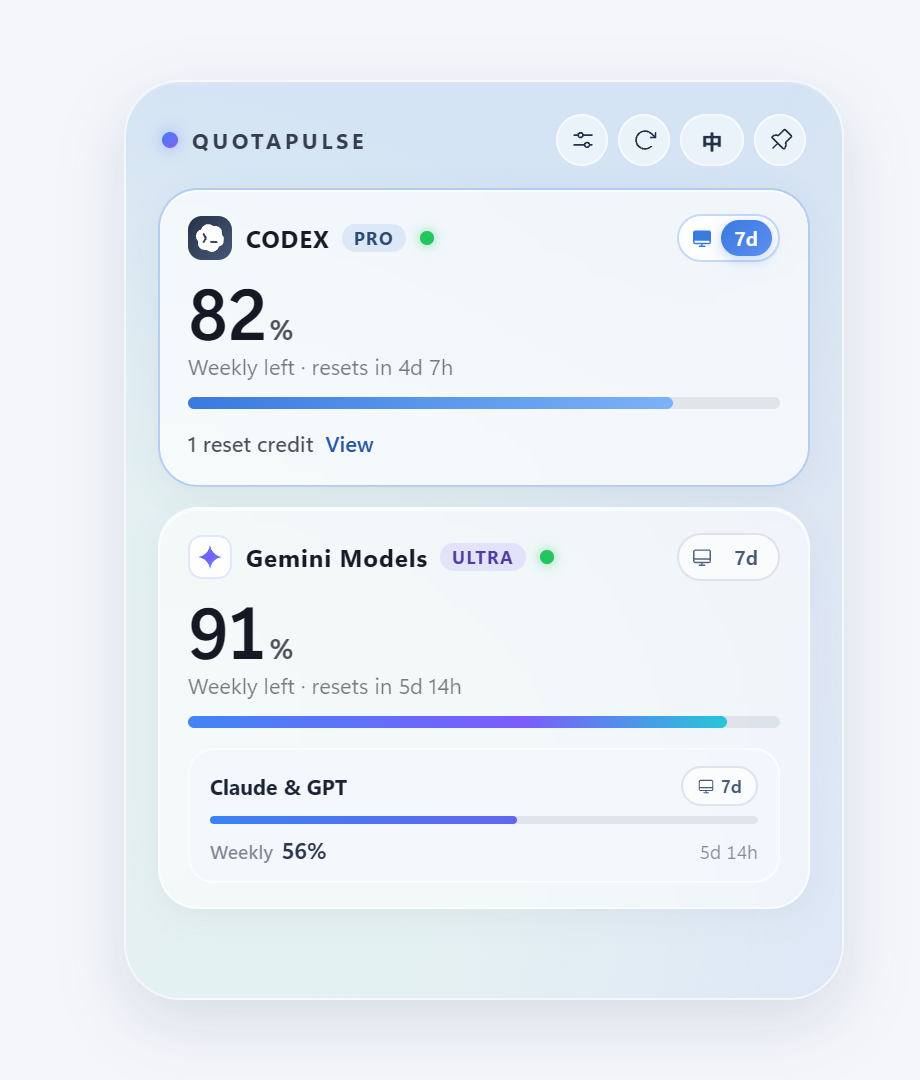 QUOTAPULSE 中
CODEX PRO 7d
82%
Weekly left · resets in 4d 7h
1 reset credit View
Gemini Models ULTRA 7d
91%
Weekly left · resets in 5d 14h
Claude & GPT 7d
Weekly 56% 5d 14h